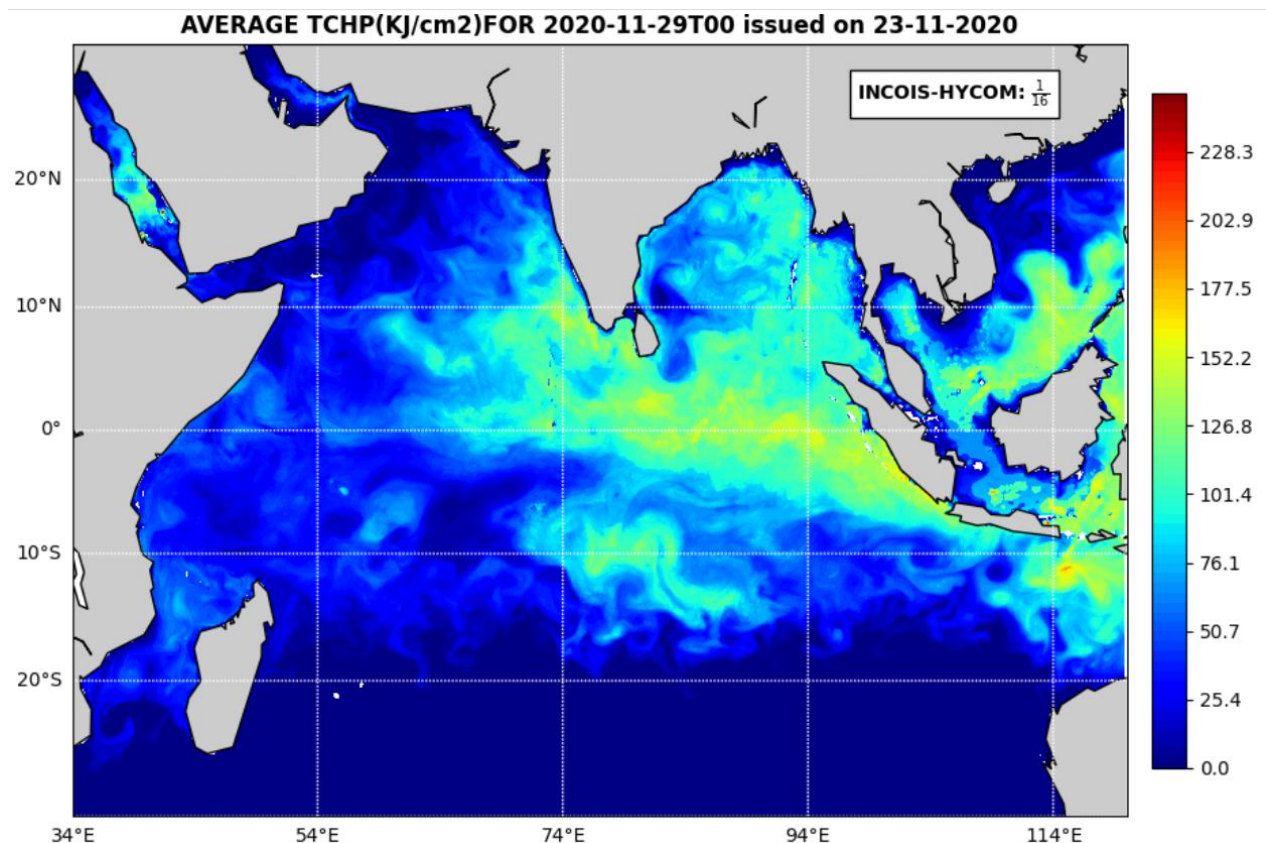 AVERAGE TCHP(KJ/cm2)FOR 2020-11-29T00 issued on 23-11-2020
INCOIS-HYCOM: 1/16
20°N
10°N
0°
10°S
20°S
34°E
54°E
74°E
94°E
114°E
228.3
202.9
177.5
152.2
126.8
101.4
76.1
50.7
25.4
0.0